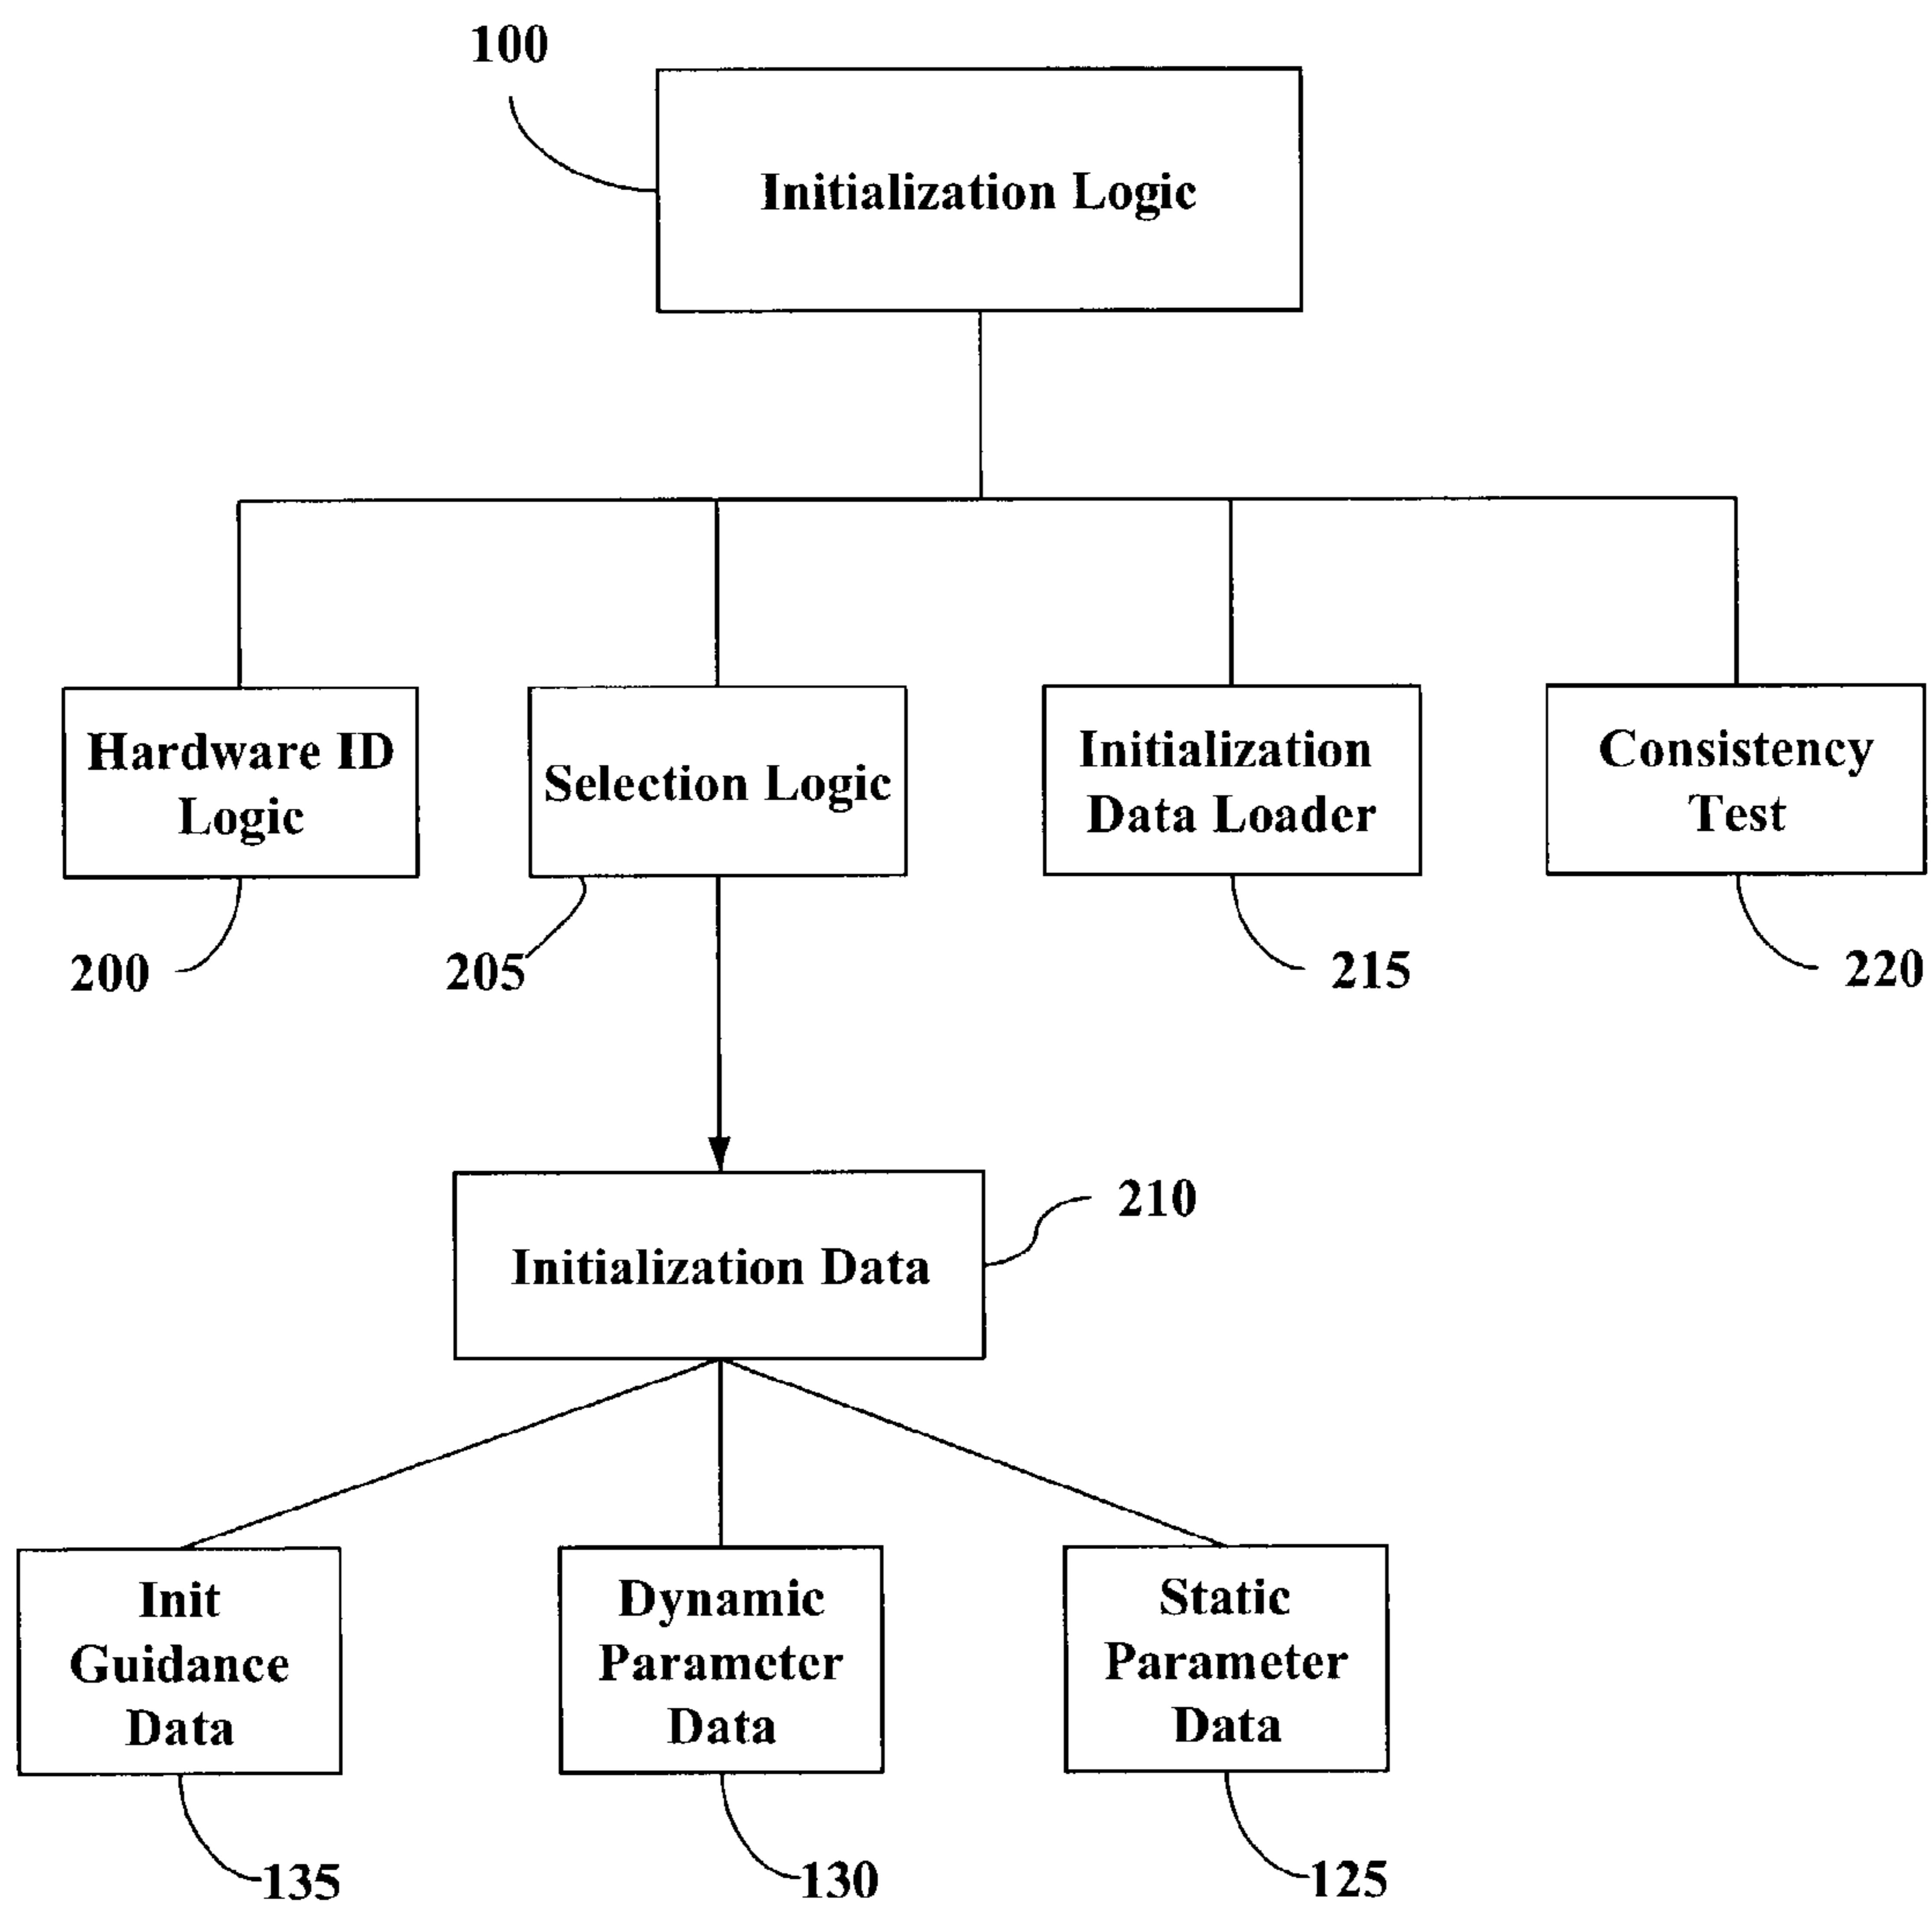 100
Initialization Logic
Hardware ID
Logic
Selection Logic
Initialization
Data Loader
Consistency
Test
200
205
215
220
210
Initialization Data
Init
Guidance
Data
Dynamic
Parameter
Data
Static
Parameter
Data
135
130
125